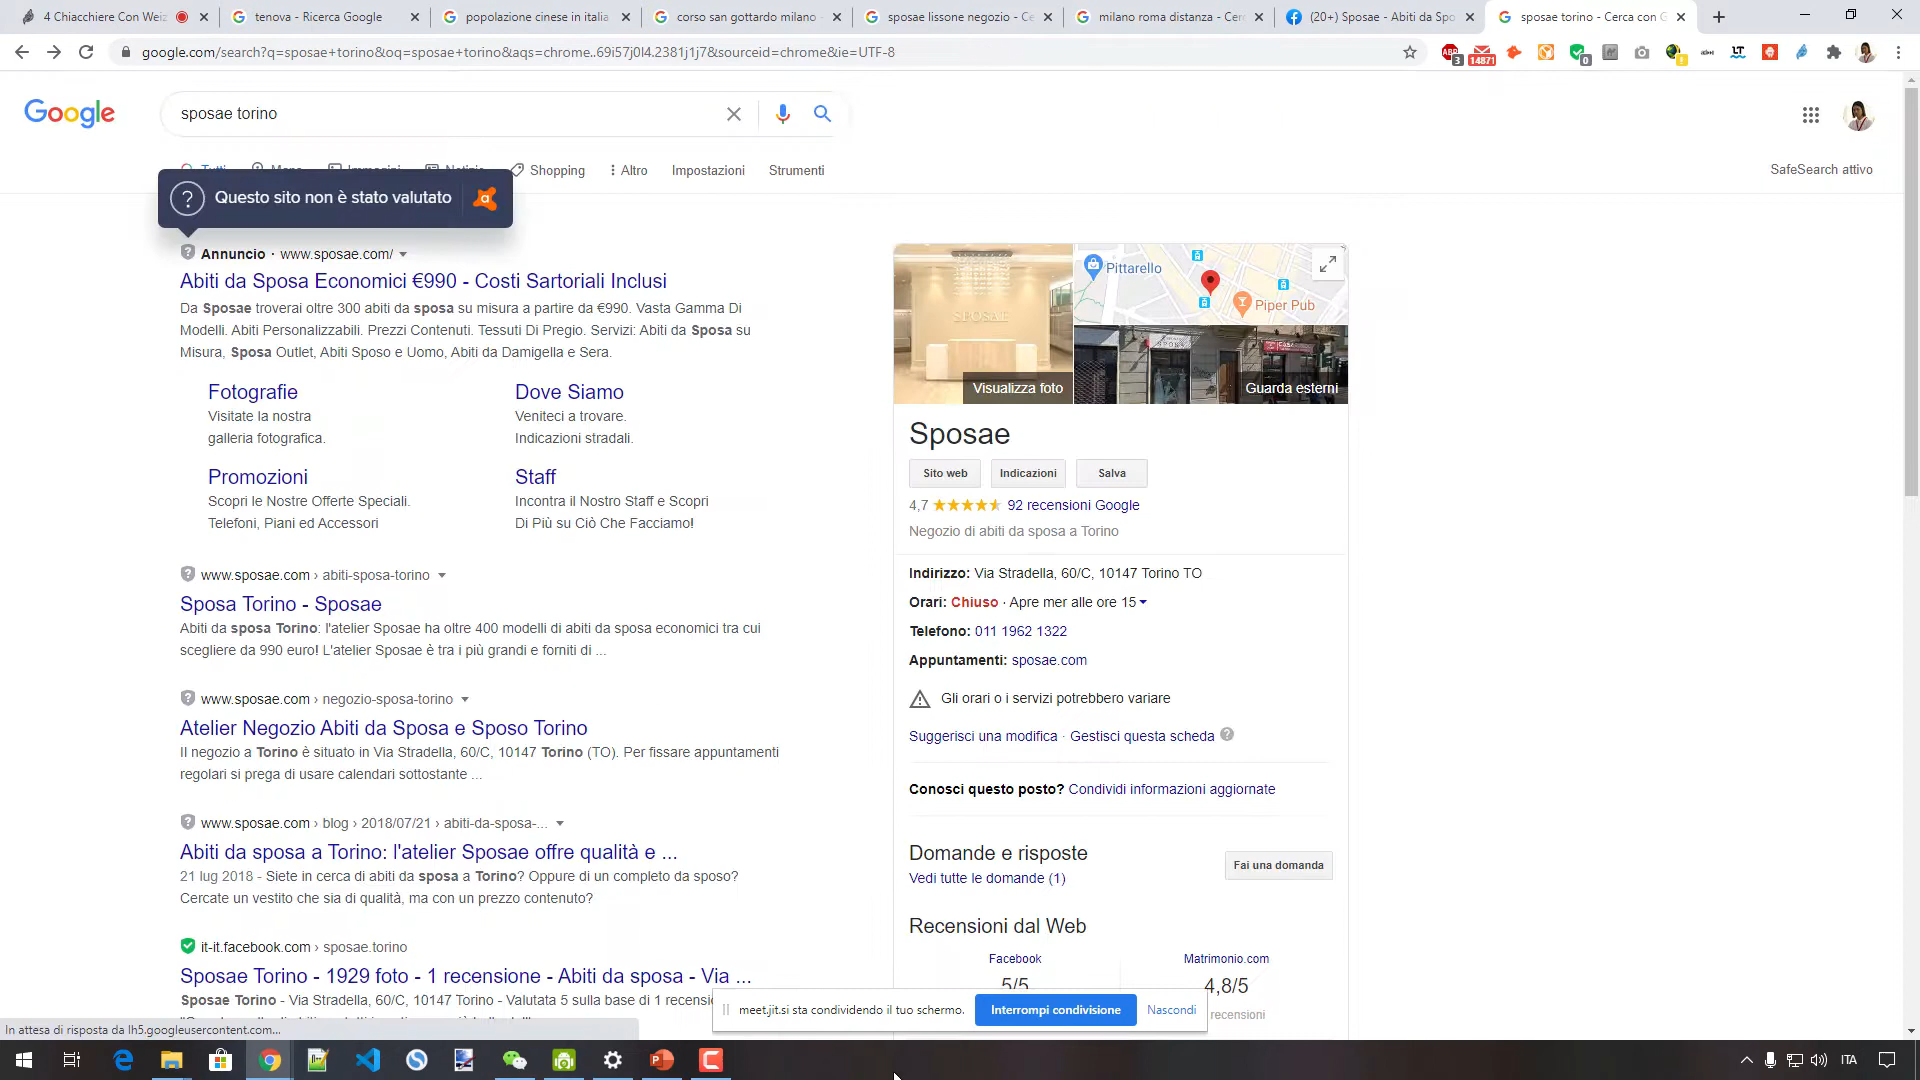 4 Chiacchiere Con Weiz
tenova - Ricerca Google
popolazione cinese in italia
corso san gottardo milano -
sposae lissone negozio - Ce
milano roma distanza - Cerc
(20+) Sposae - Abiti da Spo
sposae torino - Cerca con G
google.com/search?q=sposae+torino&oq=sposae+torino&aqs=chrome..69i57j0l4.2381j1j7&sourceid=chrome&ie=UTF-8
3
14871
0
Google
sposae torino
Tutti
Shopping
Altro
Impostazioni
Strumenti
SafeSearch attivo
Questo sito non è stato valutato
Annuncio · www.sposae.com/
Abiti da Sposa Economici €990 - Costi Sartoriali Inclusi
Da Sposae troverai oltre 300 abiti da sposa su misura a partire da €990. Vasta Gamma Di
Modelli. Abiti Personalizzabili. Prezzi Contenuti. Tessuti Di Pregio. Servizi: Abiti da Sposa su
Misura, Sposa Outlet, Abiti Sposo e Uomo, Abiti da Damigella e Sera.
Fotografie
Visitate la nostra
galleria fotografica.
Dove Siamo
Veniteci a trovare.
Indicazioni stradali.
Promozioni
Scopri le Nostre Offerte Speciali.
Telefoni, Piani ed Accessori
Staff
Incontra il Nostro Staff e Scopri
Di Più su Ciò Che Facciamo!
www.sposae.com › abiti-sposa-torino
Sposa Torino - Sposae
Abiti da sposa Torino: l'atelier Sposae ha oltre 400 modelli di abiti da sposa economici tra cui
scegliere da 990 euro! L'atelier Sposae è tra i più grandi e forniti di ...
www.sposae.com › negozio-sposa-torino
Atelier Negozio Abiti da Sposa e Sposo Torino
Il negozio a Torino è situato in Via Stradella, 60/C, 10147 Torino (TO). Per fissare appuntamenti
regolari si prega di usare calendari sottostante ...
www.sposae.com › blog › 2018/07/21 › abiti-da-sposa-...
Abiti da sposa a Torino: l'atelier Sposae offre qualità e ...
21 lug 2018 - Siete in cerca di abiti da sposa a Torino? Oppure di un completo da sposo?
Cercate un vestito che sia di qualità, ma con un prezzo contenuto?
it-it.facebook.com › sposae.torino
Sposae Torino - 1929 foto - 1 recensione - Abiti da sposa - Via ...
Sposae Torino - Via Stradella, 60/C, 10147 Torino - Valutata 5 sulla base di 1 recensi
In attesa di risposta da lh5.googleusercontent.com...
SPOSAE
Visualizza foto
Pittarello
Piper Pub
Guarda esterni
Sposae
Sito web
Indicazioni
Salva
4,7
92 recensioni Google
Negozio di abiti da sposa a Torino
Indirizzo: Via Stradella, 60/C, 10147 Torino TO
Orari: Chiuso · Apre mer alle ore 15
Telefono: 011 1962 1322
Appuntamenti: sposae.com
Gli orari o i servizi potrebbero variare
Suggerisci una modifica · Gestisci questa scheda
Conosci questo posto? Condividi informazioni aggiornate
Domande e risposte
Vedi tutte le domande (1)
Fai una domanda
Recensioni dal Web
Facebook
5/5
Matrimonio.com
4,8/5
recensioni
meet.jit.si sta condividendo il tuo schermo.
Interrompi condivisione
Nascondi
ITA